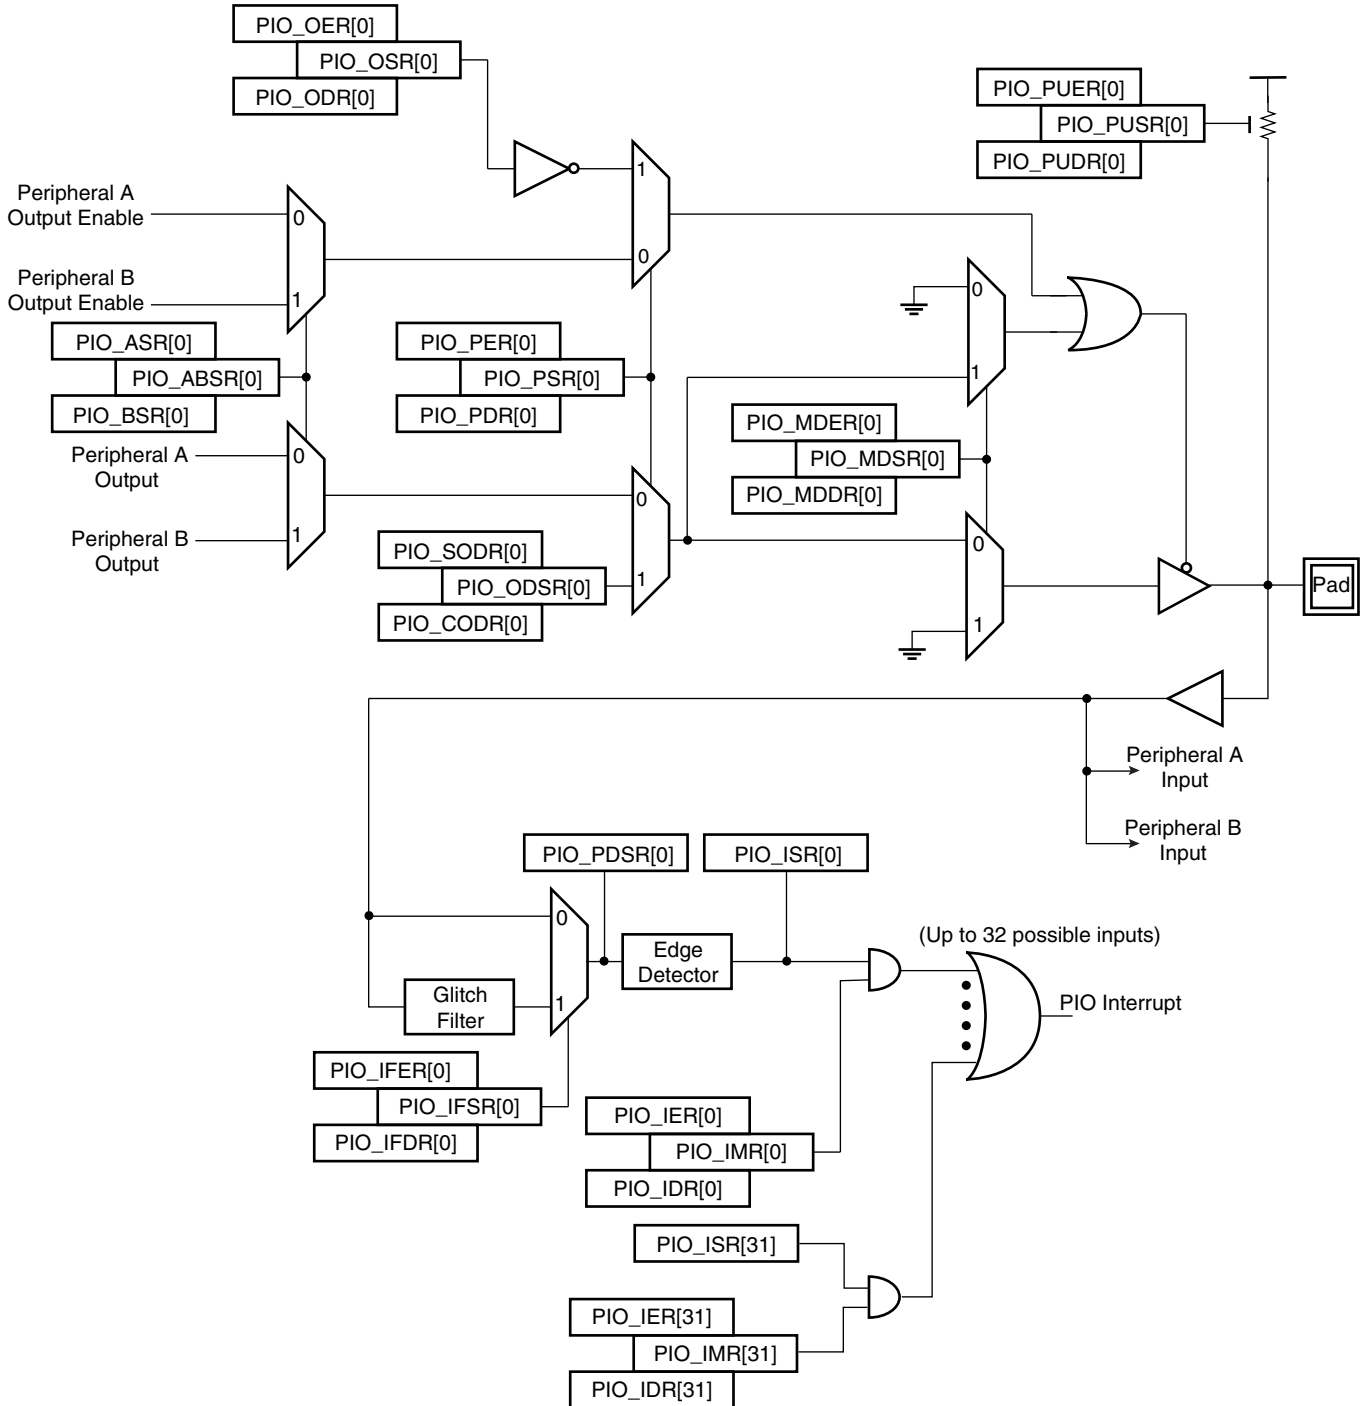 PIO_OER[0]
PIO_OSR[0]
PIO_ODR[0]
PIO_PUER[0]
PIO_PUSR[0]
PIO_PUDR[0]
1
0
Peripheral A
Output Enable
0
Peripheral B
Output Enable
1
0
1
PIO_ASR[0]
PIO_ABSR[0]
PIO_BSR[0]
PIO_PER[0]
PIO_PSR[0]
PIO_PDR[0]
PIO_MDER[0]
PIO_MDSR[0]
PIO_MDDR[0]
Peripheral A
Output
0
Peripheral B
Output
1
0
1
PIO_SODR[0]
PIO_ODSR[0]
PIO_CODR[0]
0
1
Pad
Peripheral A
Input
Peripheral B
Input
PIO_PDSR[0]
PIO_ISR[0]
0
1
Edge
Detector
Glitch
Filter
(Up to 32 possible inputs)
PIO Interrupt
PIO_IFER[0]
PIO_IFSR[0]
PIO_IFDR[0]
PIO_IER[0]
PIO_IMR[0]
PIO_IDR[0]
PIO_ISR[31]
PIO_IER[31]
PIO_IMR[31]
PIO_IDR[31]